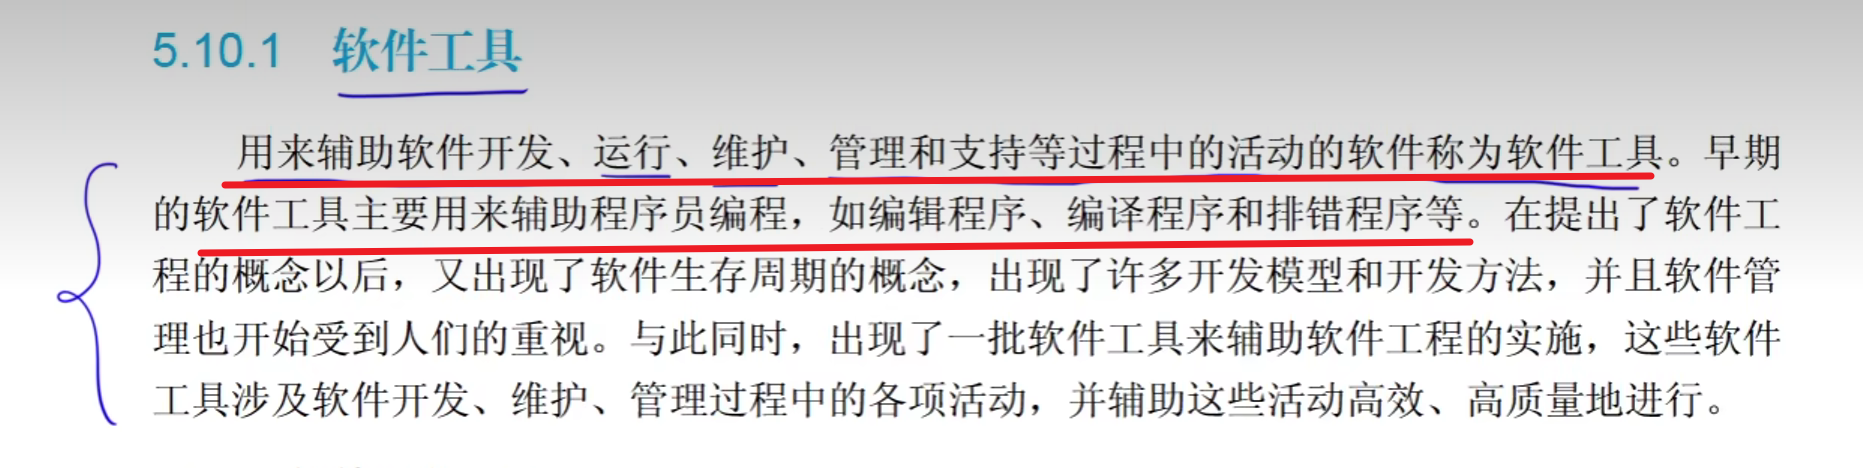 5.10.1 软件工具
用来辅助软件开发、运行、维护、管理和支持等过程中的活动的软件称为软件工具。早期
的软件工具主要用来辅助程序员编程，如编辑程序、编译程序和排错程序等。在提出了软件工
程的概念以后，又出现了软件生存周期的概念，出现了许多开发模型和开发方法，并且软件管
理也开始受到人们的重视。与此同时，出现了一批软件工具来辅助软件工程的实施，这些软件
工具涉及软件开发、维护、管理过程中的各项活动，并辅助这些活动高效、高质量地进行。